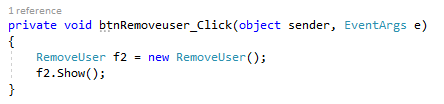 1 reference
private void btnRemoveuser_Click(object sender, EventArgs e)
{
    RemoveUser f2 = new RemoveUser();
    f2.Show();
}